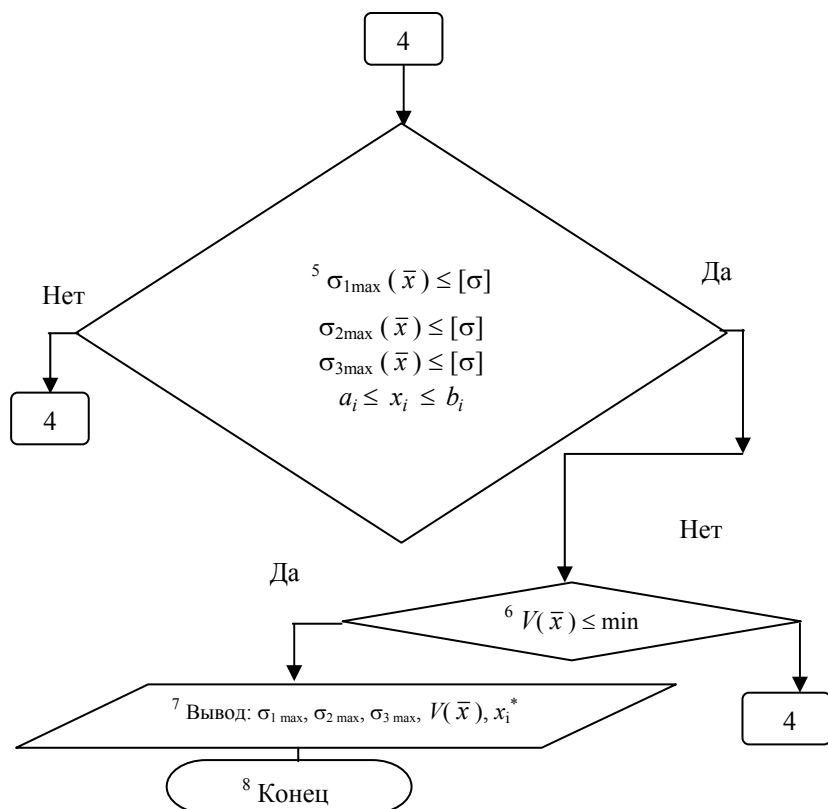 4
⁵ σ₁max (x̅) ≤ [σ]
Да
Нет
σ₂max (x̅) ≤ [σ]
σ₃max (x̅) ≤ [σ]
aᵢ ≤ xᵢ ≤ bᵢ
4
Нет
Да
⁶ V(x̅) ≤ min
⁷ Вывод: σ₁ max, σ₂ max, σ₃ max, V(x̅), xᵢ*
4
⁸ Конец